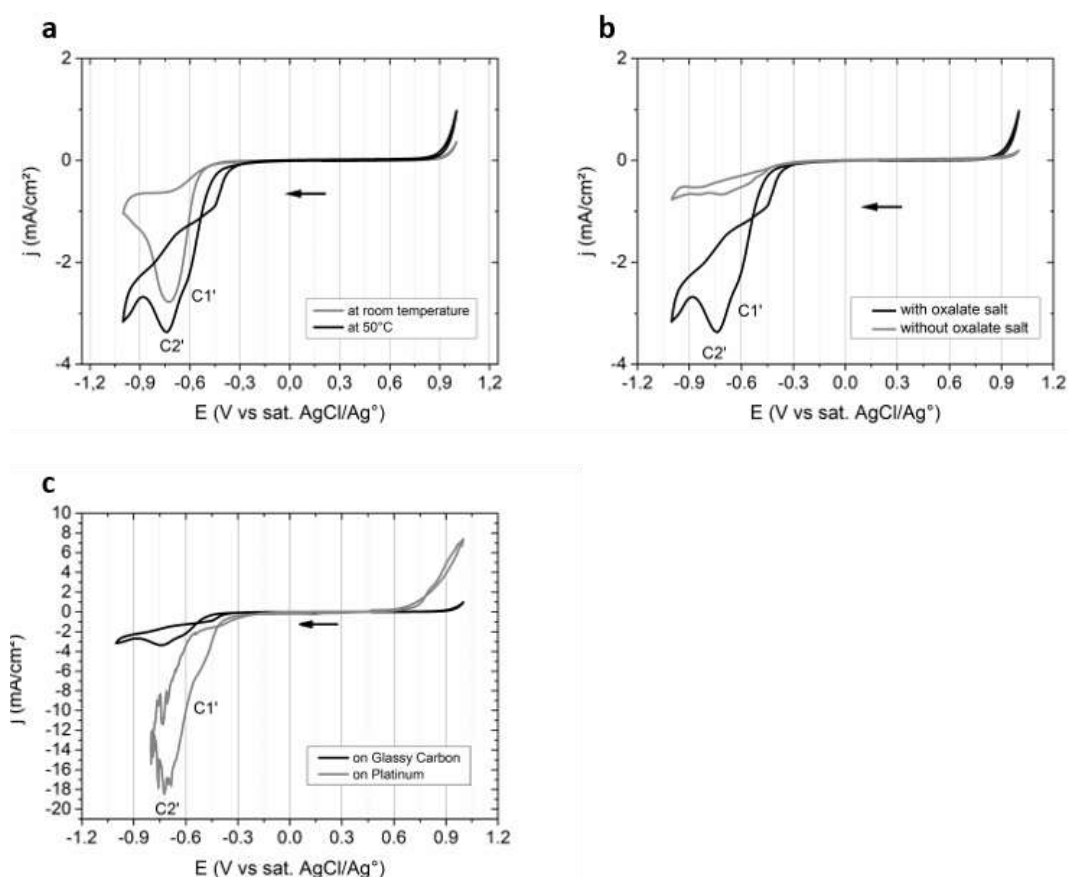 a
2
0
-2
-4
j (mA/cm²)
C1'
C2'
at room temperature
at 50°C
-1,2 -0,9 -0,6 -0,3 0,0 0,3 0,6 0,9 1,2
E (V vs sat. AgCl/Ag°)
b
2
0
-2
-4
j (mA/cm²)
C1'
C2'
with oxalate salt
without oxalate salt
-1.2 -0.9 -0.6 -0.3 0.0 0.3 0.6 0.9 1.2
E (V vs sat. AgCl/Ag°)
c
10
8
6
4
2
0
-2
-4
-6
-8
-10
-12
-14
-16
-18
-20
j (mA/cm²)
C1'
C2'
on Glassy Carbon
on Platinum
-1.2 -0.9 -0.6 -0.3 0.0 0.3 0.6 0.9 1.2
E (V vs sat. AgCl/Ag°)